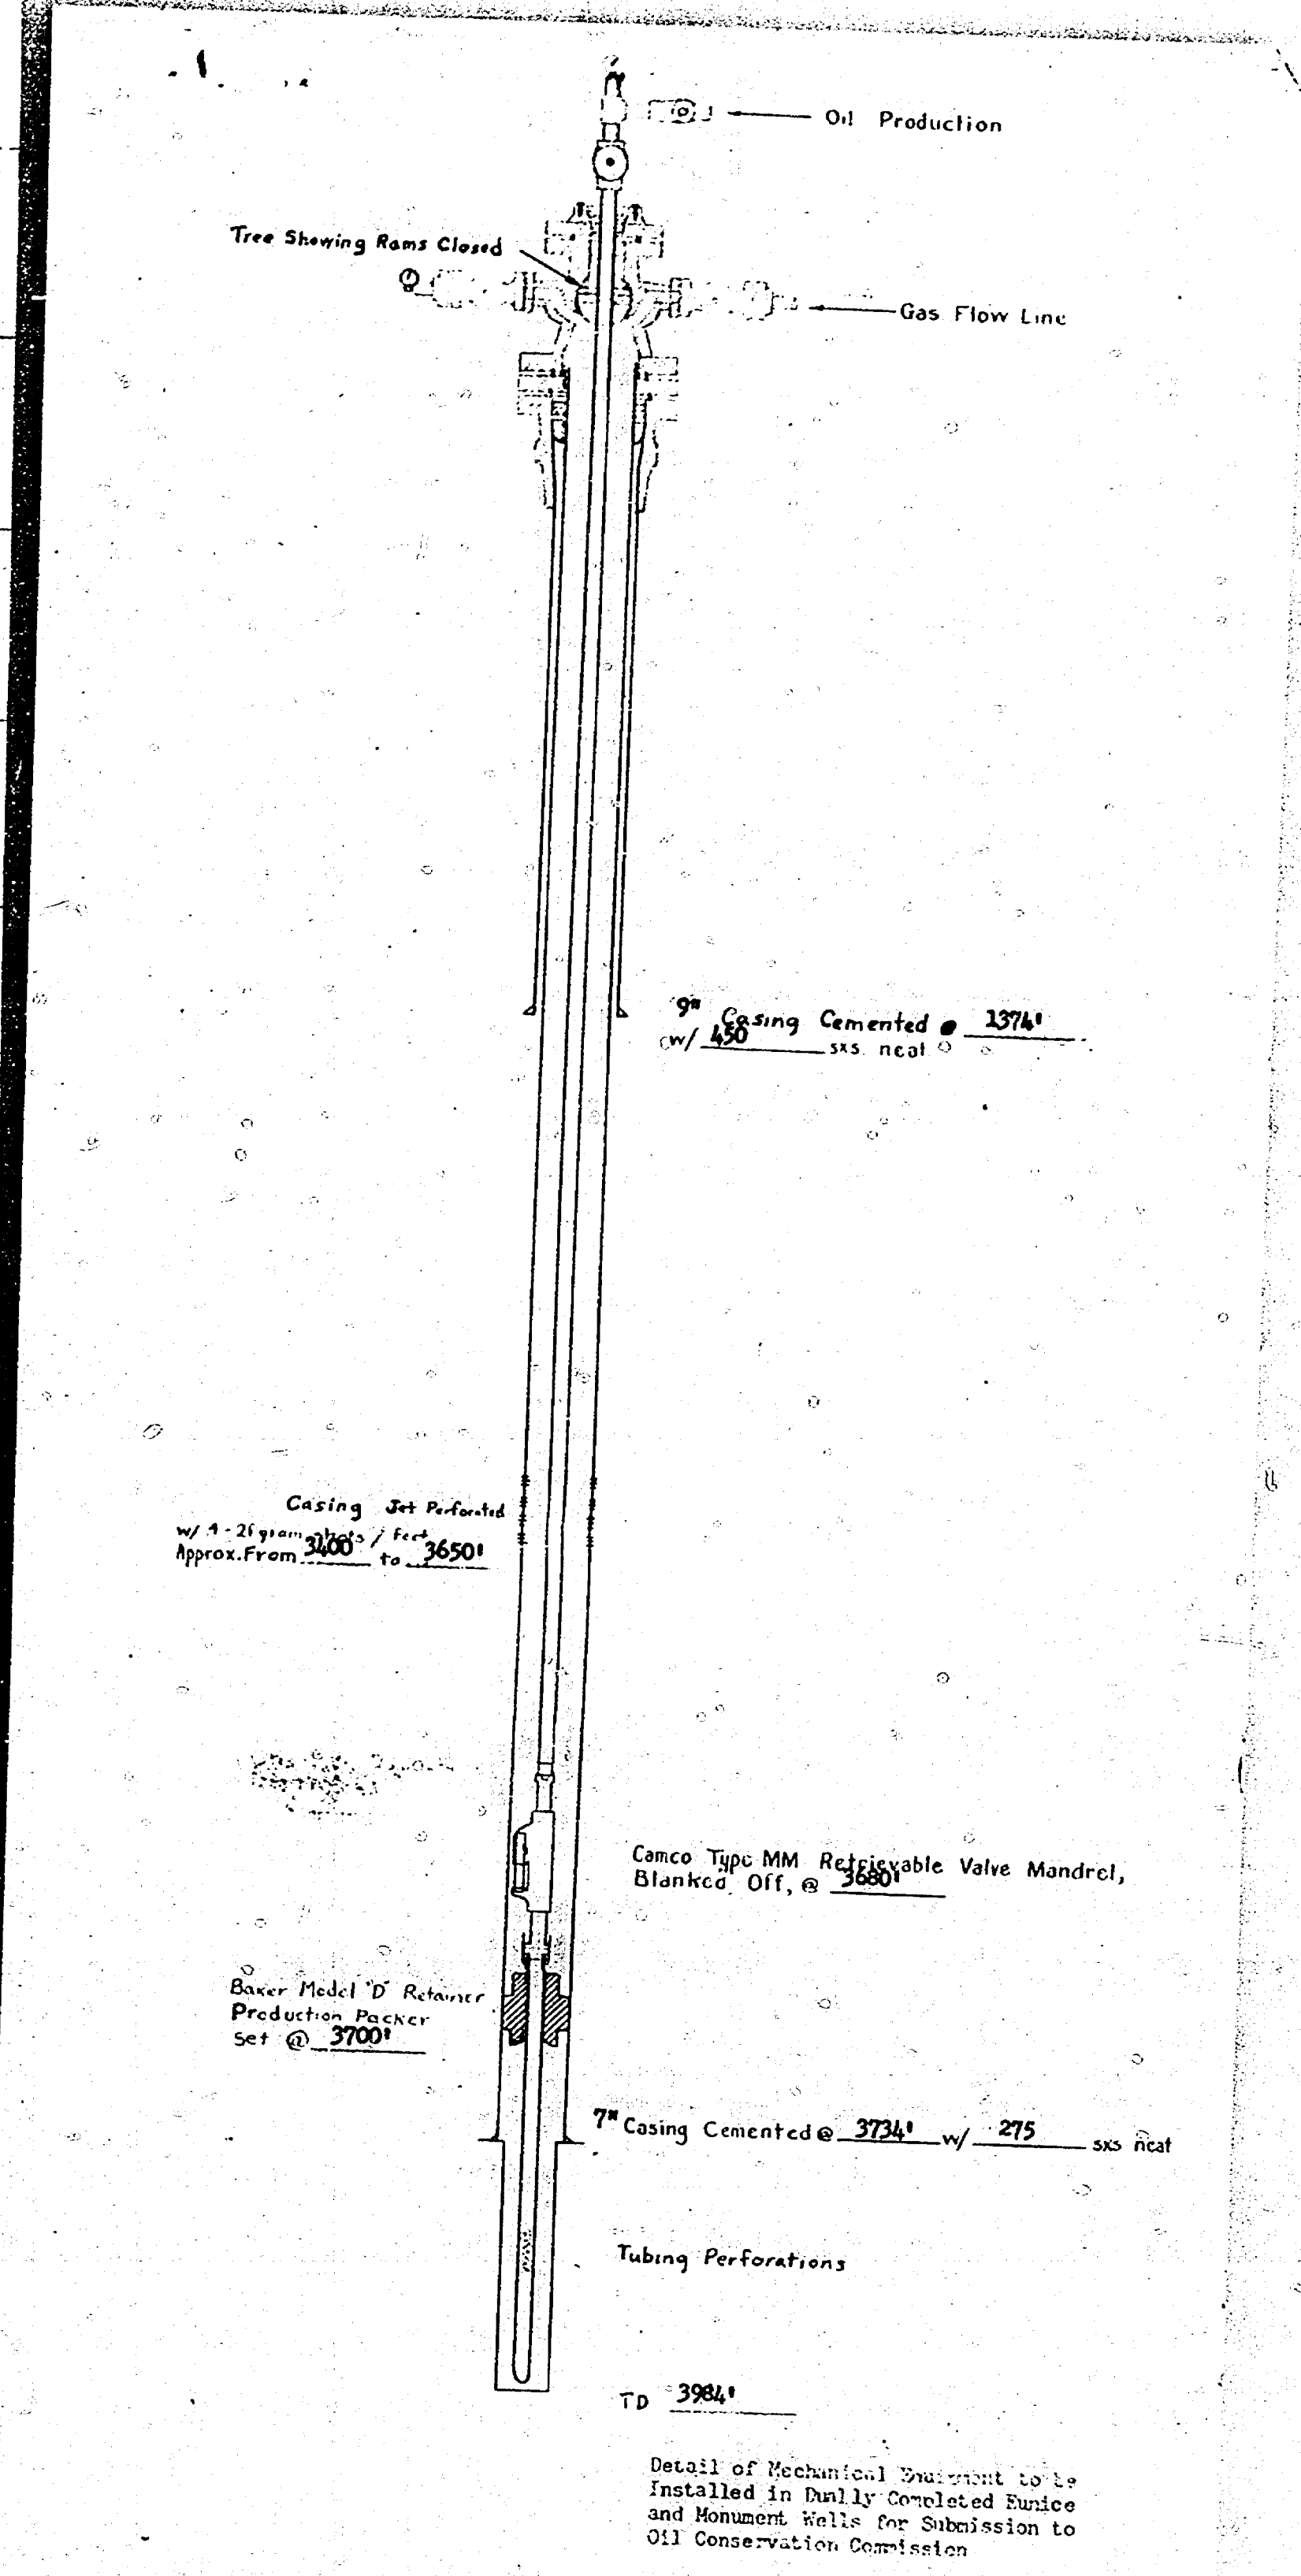 Oil Production
Tree Showing Rams Closed
Gas Flow Line
9" Casing Cemented @ 1374'
w/ 450 sxs. neat
Casing Jet Perforated
w/ 4-26 gram shots / feet
Approx. From 3400 to 3650'
Camco Type MM Retrievable Valve Mandrel,
Blanked Off, @ 3680'
Baker Model "D" Retainer
Production Packer
Set @ 3700'
7" Casing Cemented @ 3734' w/ 275 sxs neat
Tubing Perforations
TD 3984'
Detail of Mechanical Equipment to be
Installed in Dually Completed Eunice
and Monument Wells for Submission to
Oil Conservation Commission